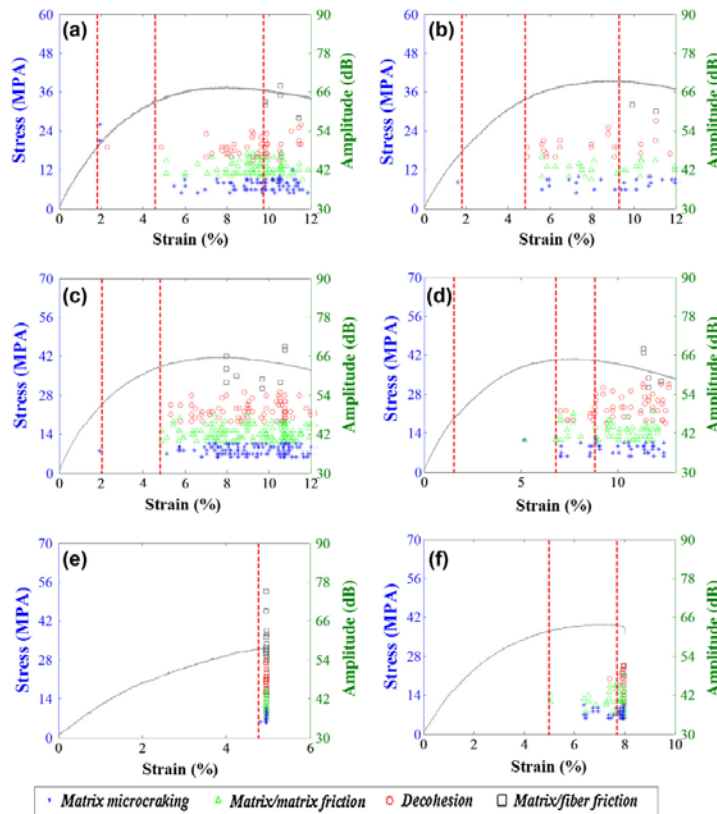 (a)
60
48
36
24
12
0
Stress (MPA)
90
78
66
54
42
30
Amplitude (dB)
0 2 4 6 8 10 12
Strain (%)
(b)
60
48
36
24
12
0
Stress (MPA)
90
78
66
54
42
30
Amplitude (dB)
0 2 4 6 8 10 12
Strain (%)
(c)
70
56
42
28
14
0
Stress (MPA)
90
78
66
54
42
30
Amplitude (dB)
0 2 4 6 8 10 12
Strain (%)
(d)
70
56
42
28
14
0
Stress (MPA)
90
78
66
54
40
30
Amplitude (dB)
0 5 10
Strain (%)
(e)
70
56
42
28
14
0
Stress (MPA)
90
78
66
54
42
30
Amplitude (dB)
0 2 4 6
Strain (%)
(f)
70
56
42
28
14
0
Stress (MPA)
90
78
66
54
42
30
Amplitude (dB)
0 2 4 6 8 10
Strain (%)
Matrix microcraking Matrix/matrix friction Decohesion Matrix/fiber friction